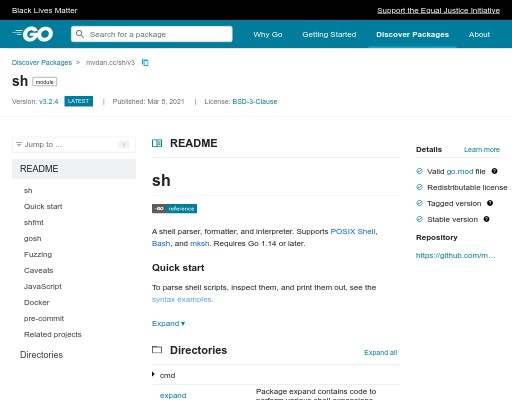 Black Lives Matter
Support the Equal Justice Initiative
GO
Search for a package
Why Go
Getting Started
Discover Packages
About
Discover Packages > mvdan.cc/sh/v3
sh module
Version: v3.2.4 LATEST | Published: Mar 5, 2021 | License: BSD-3-Clause
Jump to ...
README
sh
Quick start
shfmt
gosh
Fuzzing
Caveats
JavaScript
Docker
pre-commit
Related projects
Directories
README
sh
GO reference
A shell parser, formatter, and interpreter. Supports POSIX Shell,
Bash, and mksh. Requires Go 1.14 or later.
Quick start
To parse shell scripts, inspect them, and print them out, see the
syntax examples.
Expand ▾
Directories
Expand all
cmd
expand
Package expand contains code to
perform various shell expansions.
Details
Learn more
Valid go.mod file
Redistributable license
Tagged version
Stable version
Repository
https://github.com/m...